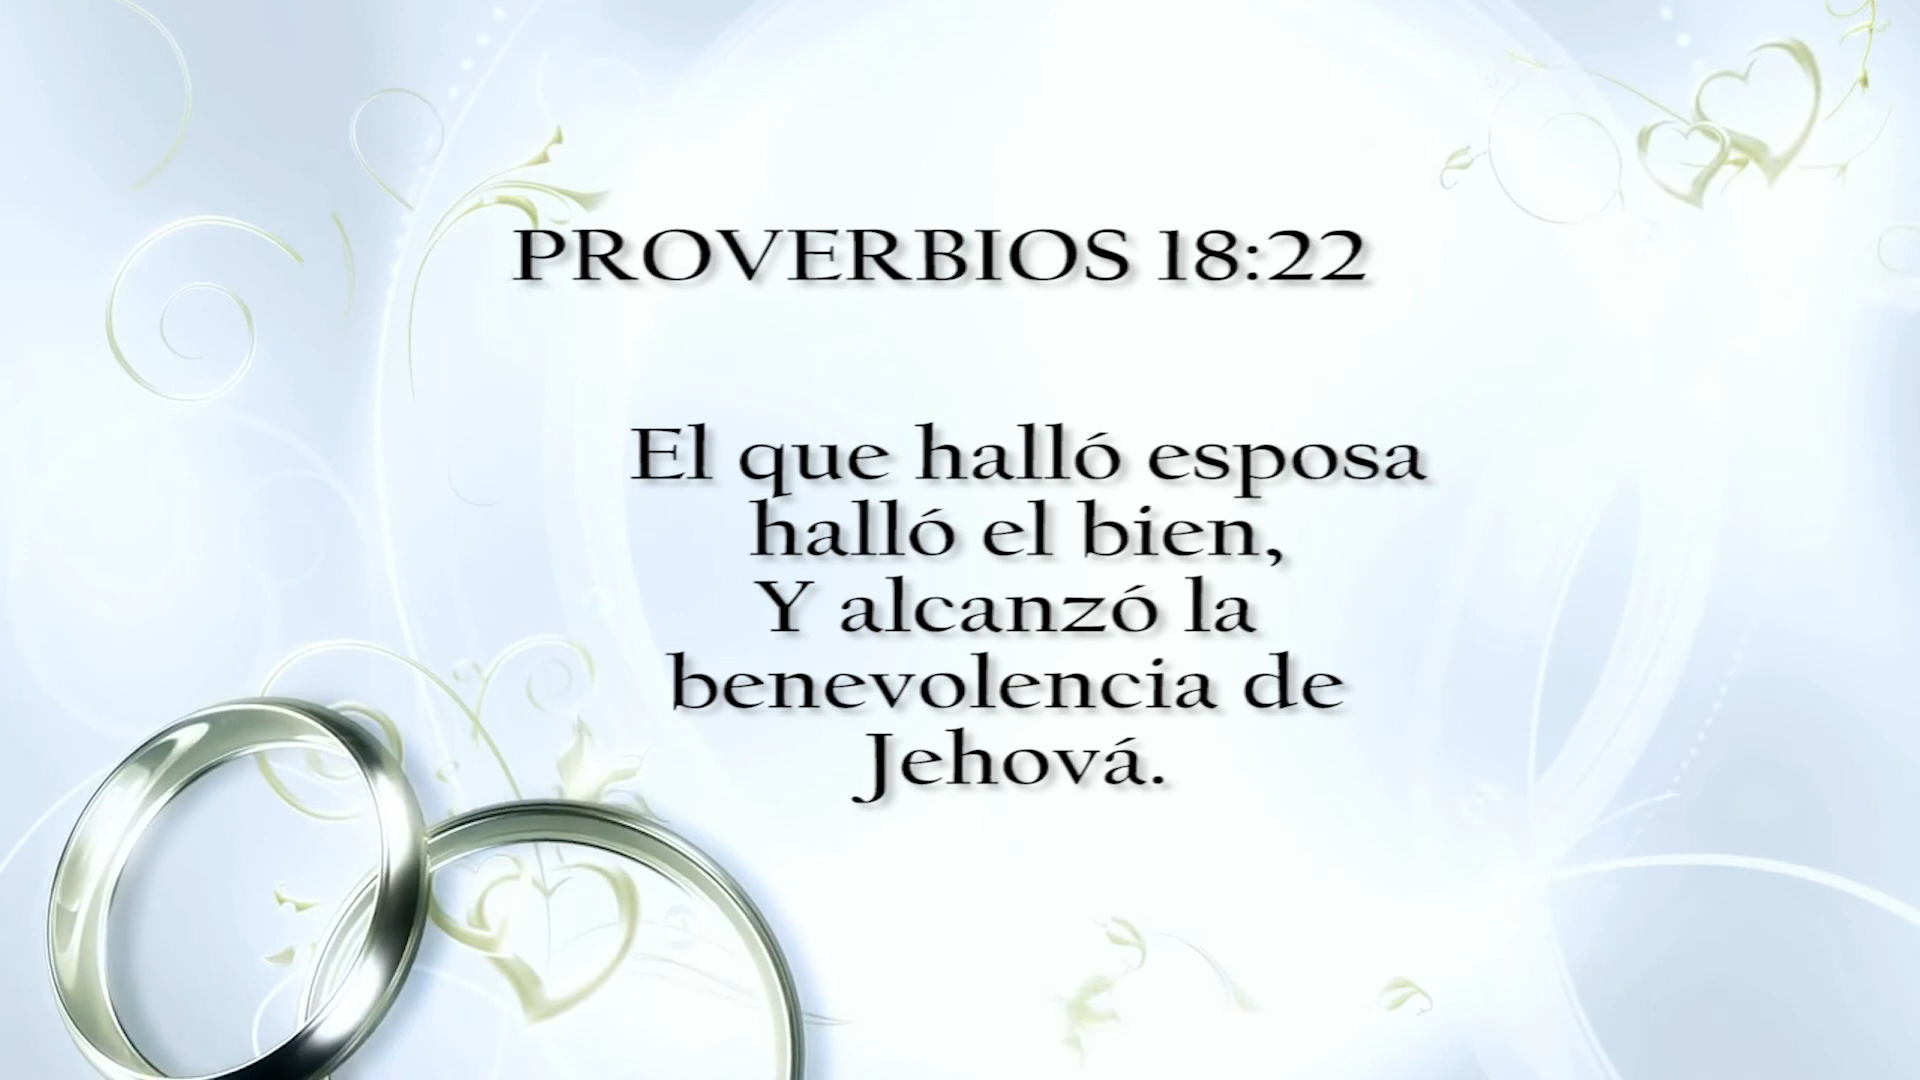 PROVERBIOS 18:22
El que halló esposa
halló el bien,
Y alcanzó la
benevolencia de
Jehová.